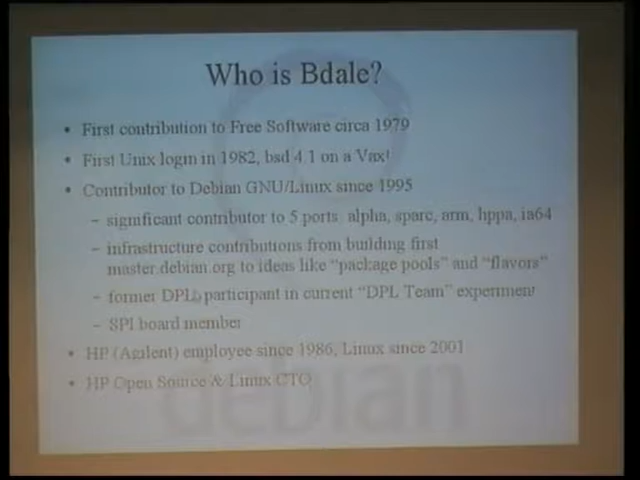 Who is Bdale?
• First contribution to Free Software circa 1979
• First Unix login in 1982, bsd 4.1 on a Vax!
• Contributor to Debian GNU/Linux since 1995
– significant contributor to 5 ports alpha, sparc, arm, hppa, ia64
– infrastructure contributions from building first
master.debian.org to ideas like “package pools” and “flavors”
– former DPL, participant in current “DPL Team” experiment
– SPI board member
• HP (Agilent) employee since 1986, Linux since 2001
• HP Open Source & Linux CTO
debian